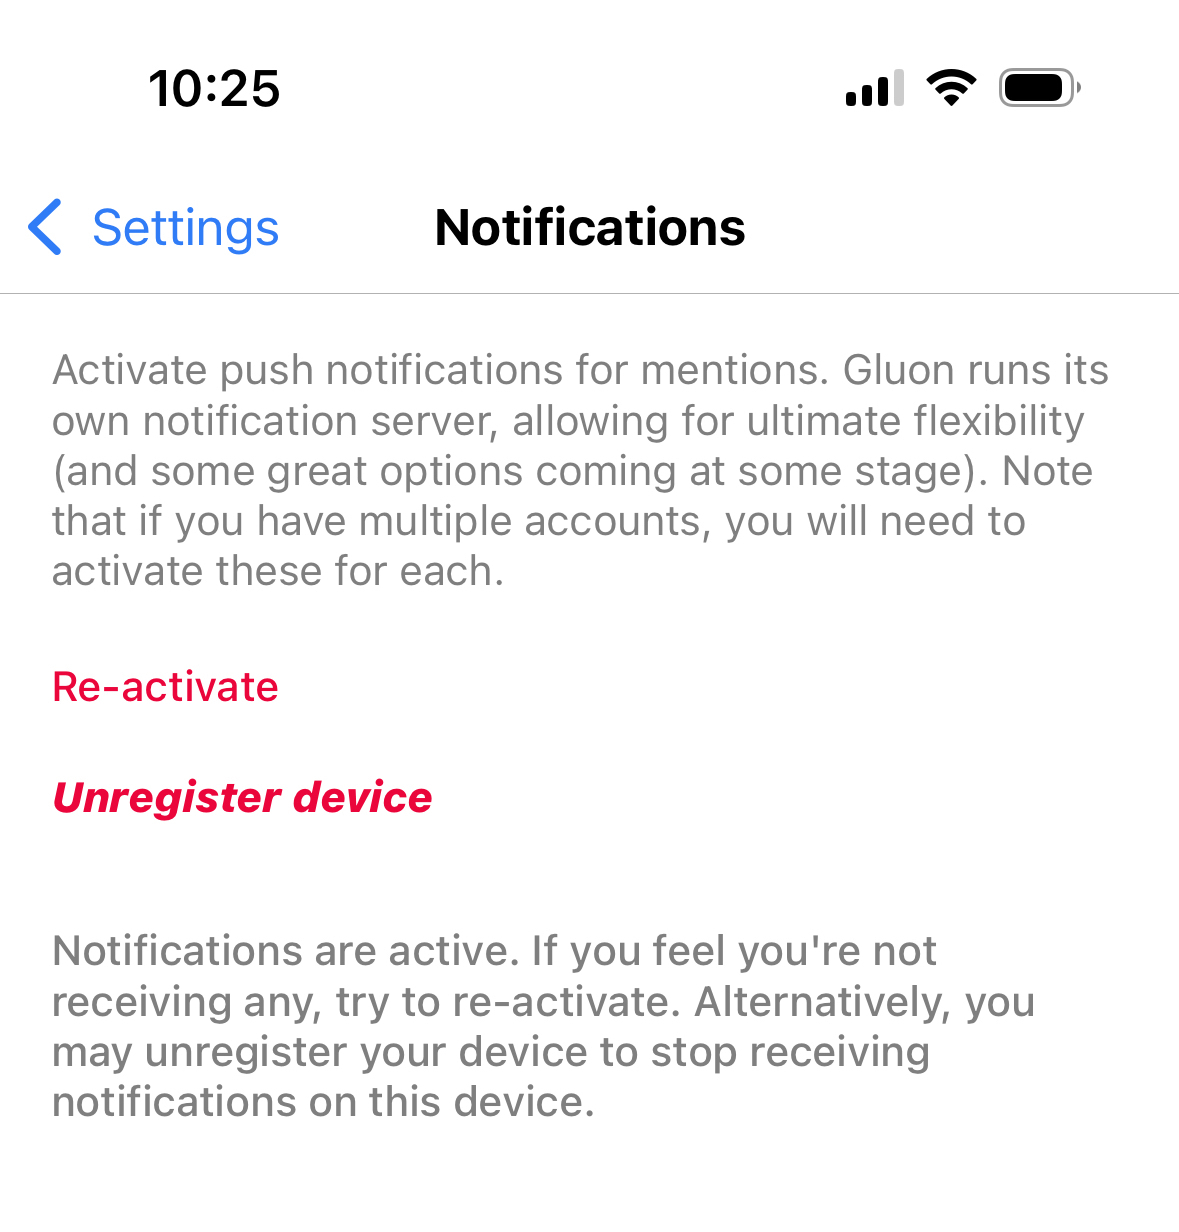 10:25
Settings
Notifications
Activate push notifications for mentions. Gluon runs its
own notification server, allowing for ultimate flexibility
(and some great options coming at some stage). Note
that if you have multiple accounts, you will need to
activate these for each.
Re-activate
Unregister device
Notifications are active. If you feel you're not
receiving any, try to re-activate. Alternatively, you
may unregister your device to stop receiving
notifications on this device.